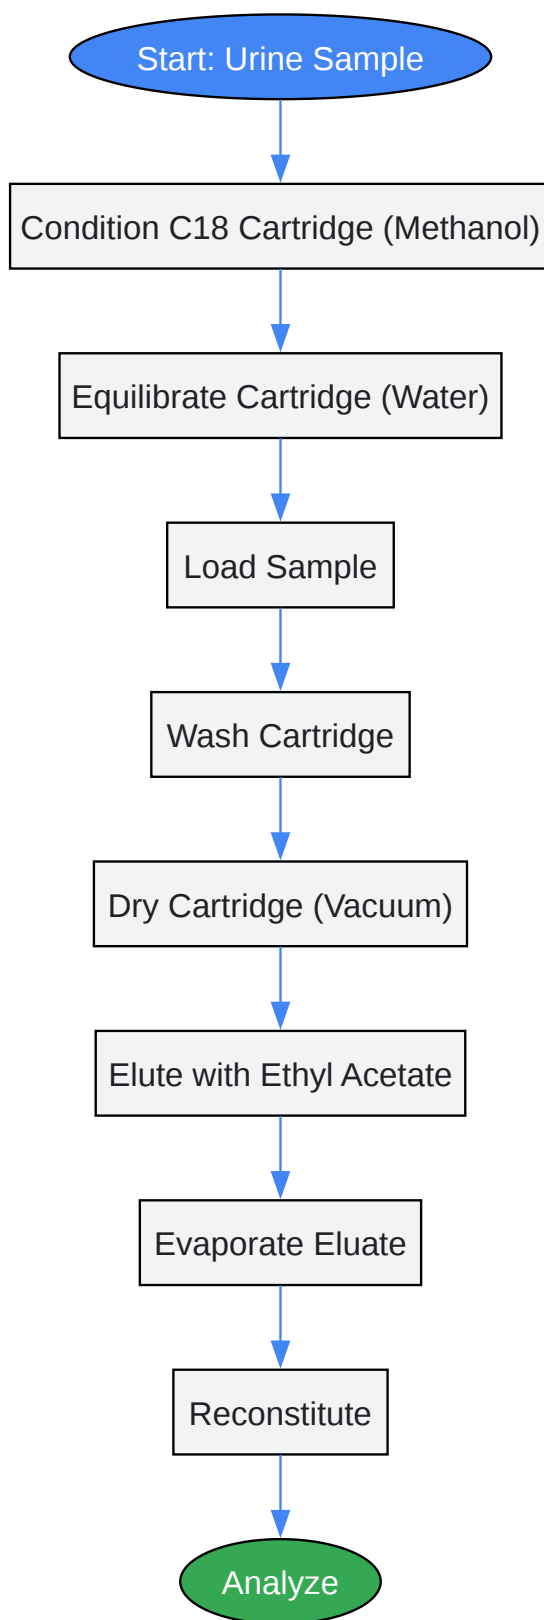 Start: Urine Sample
Condition C18 Cartridge (Methanol)
Equilibrate Cartridge (Water)
Load Sample
Wash Cartridge
Dry Cartridge (Vacuum)
Elute with Ethyl Acetate
Evaporate Eluate
Reconstitute
Analyze